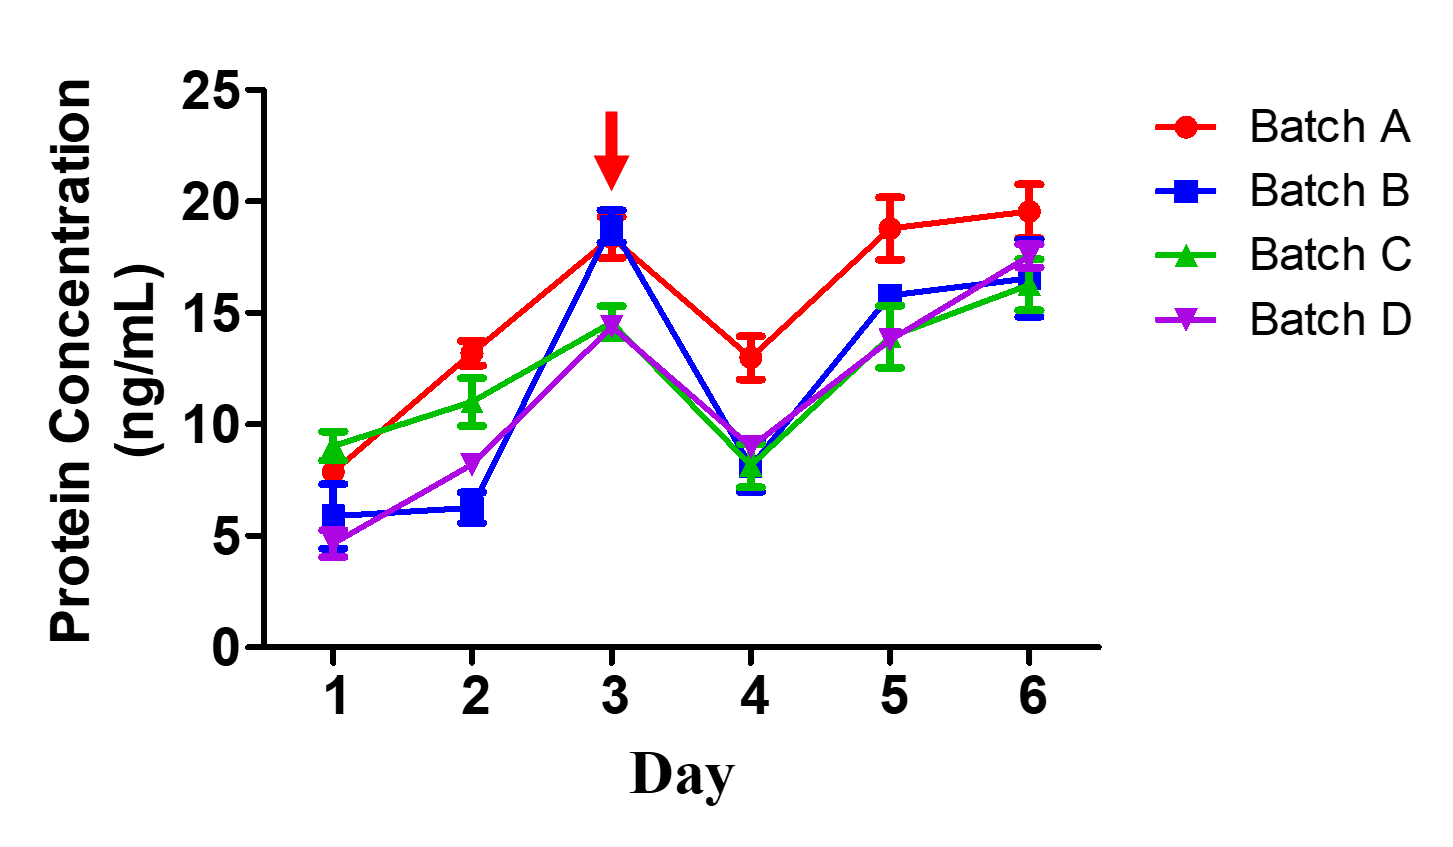 Protein Concentration
(ng/mL)
25
20
15
10
5
0
1 2 3 4 5 6
Day
Batch A
Batch B
Batch C
Batch D